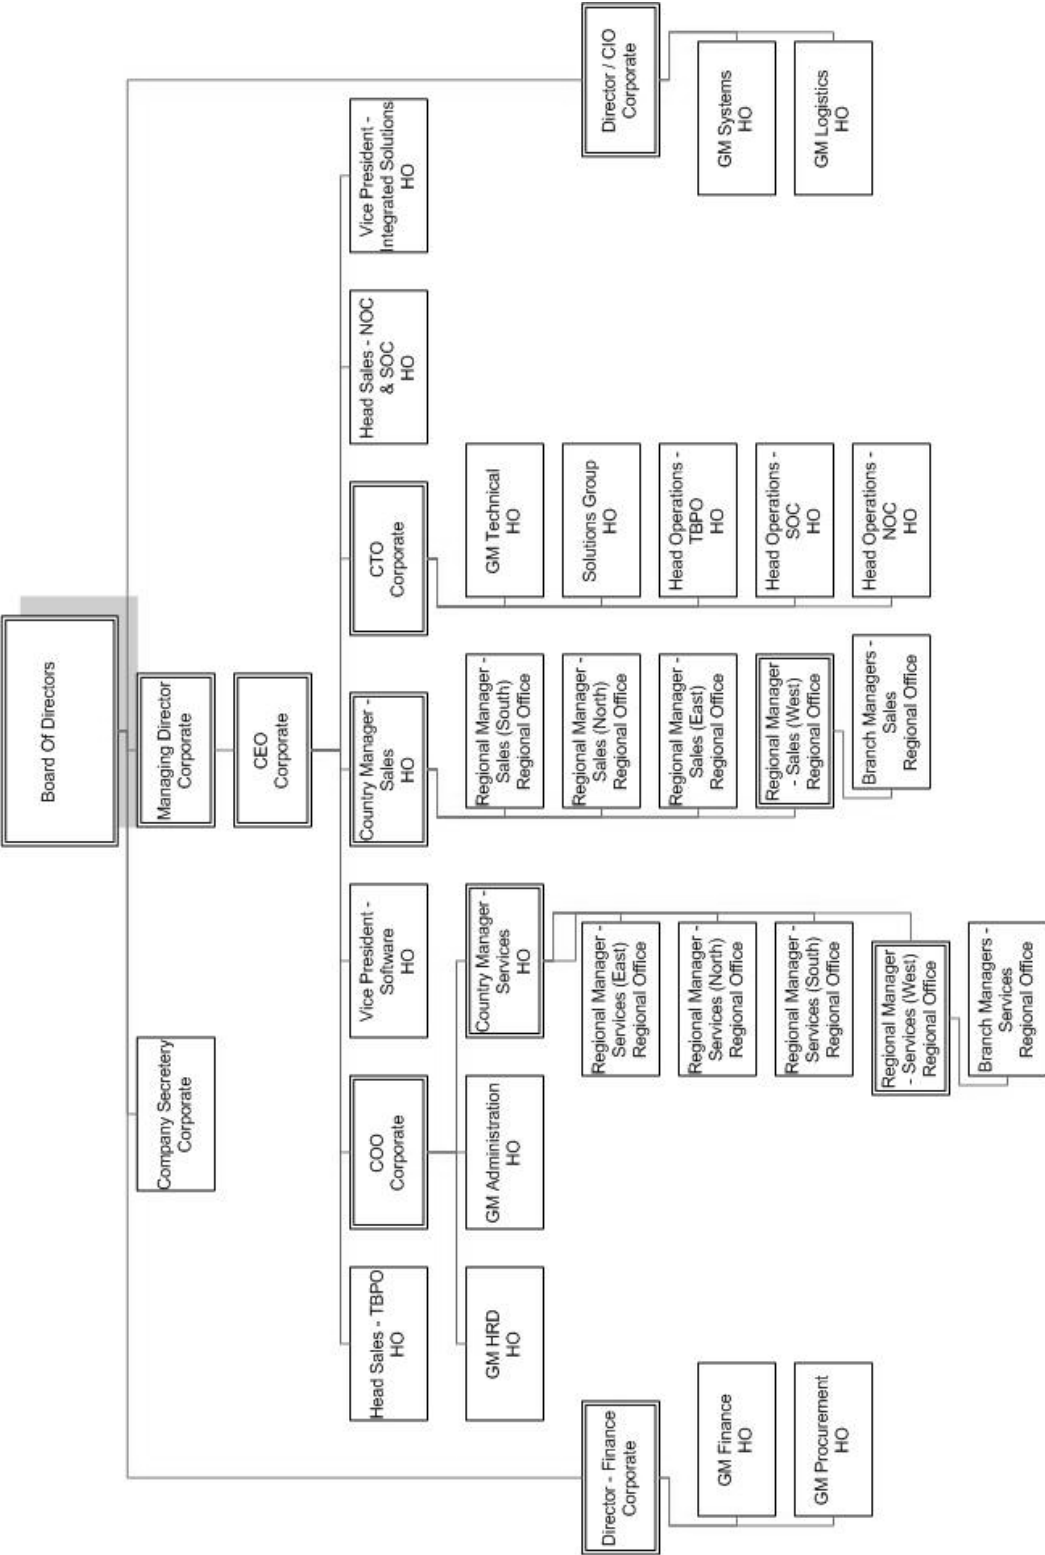 Board Of Directors
Company Secretery
Corporate
Managing Director
Corporate
CEO
Corporate
Head Sales - TBPO
HO
COO
Corporate
Vice President -
Software
HO
Country Manager -
Sales
HO
CTO
Corporate
Head Sales - NOC
& SOC
HO
Vice President -
Integrated Solutions
HO
GM HRD
HO
GM Administration
HO
Country Manager -
Services
HO
Regional Manager -
Services (East)
Regional Office
Regional Manager -
Services (North)
Regional Office
Regional Manager -
Services (South)
Regional Office
Regional Manager
- Services (West)
Regional Office
Branch Managers -
Services
Regional Office
Regional Manager -
Sales (South)
Regional Office
Regional Manager -
Sales (North)
Regional Office
Regional Manager -
Sales (East)
Regional Office
Regional Manager
- Sales (West)
Regional Office
Branch Managers -
Sales
Regional Office
GM Technical
HO
Solutions Group
HO
Head Operations -
TBPO
HO
Head Operations -
SOC
HO
Head Operations -
NOC
HO
Director - Finance
Corporate
GM Finance
HO
GM Procurement
HO
Director / CIO
Corporate
GM Systems
HO
GM Logistics
HO